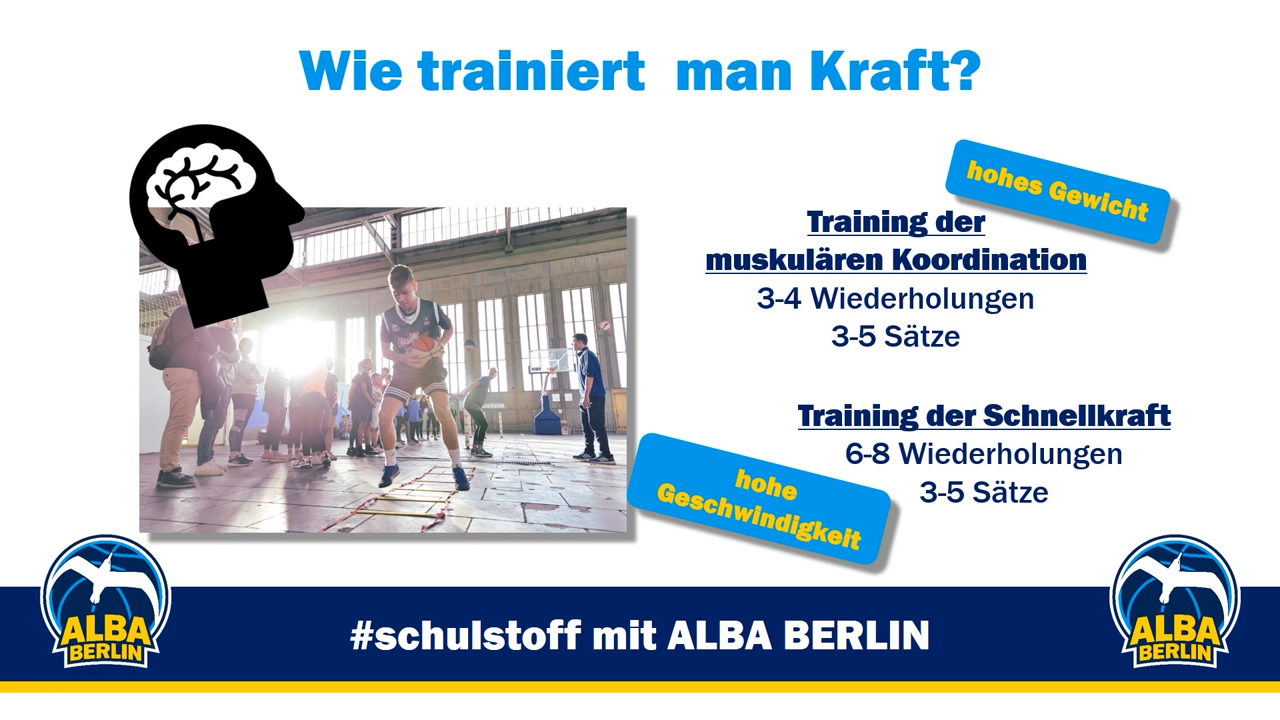 Wie trainiert  man Kraft?
hohes Gewicht
Training der
muskulären Koordination
3-4 Wiederholungen
3-5 Sätze
Training der Schnellkraft
6-8 Wiederholungen
3-5 Sätze
hohe
Geschwindigkeit
ALBA
BERLIN
#schulstoff mit ALBA BERLIN
ALBA
BERLIN